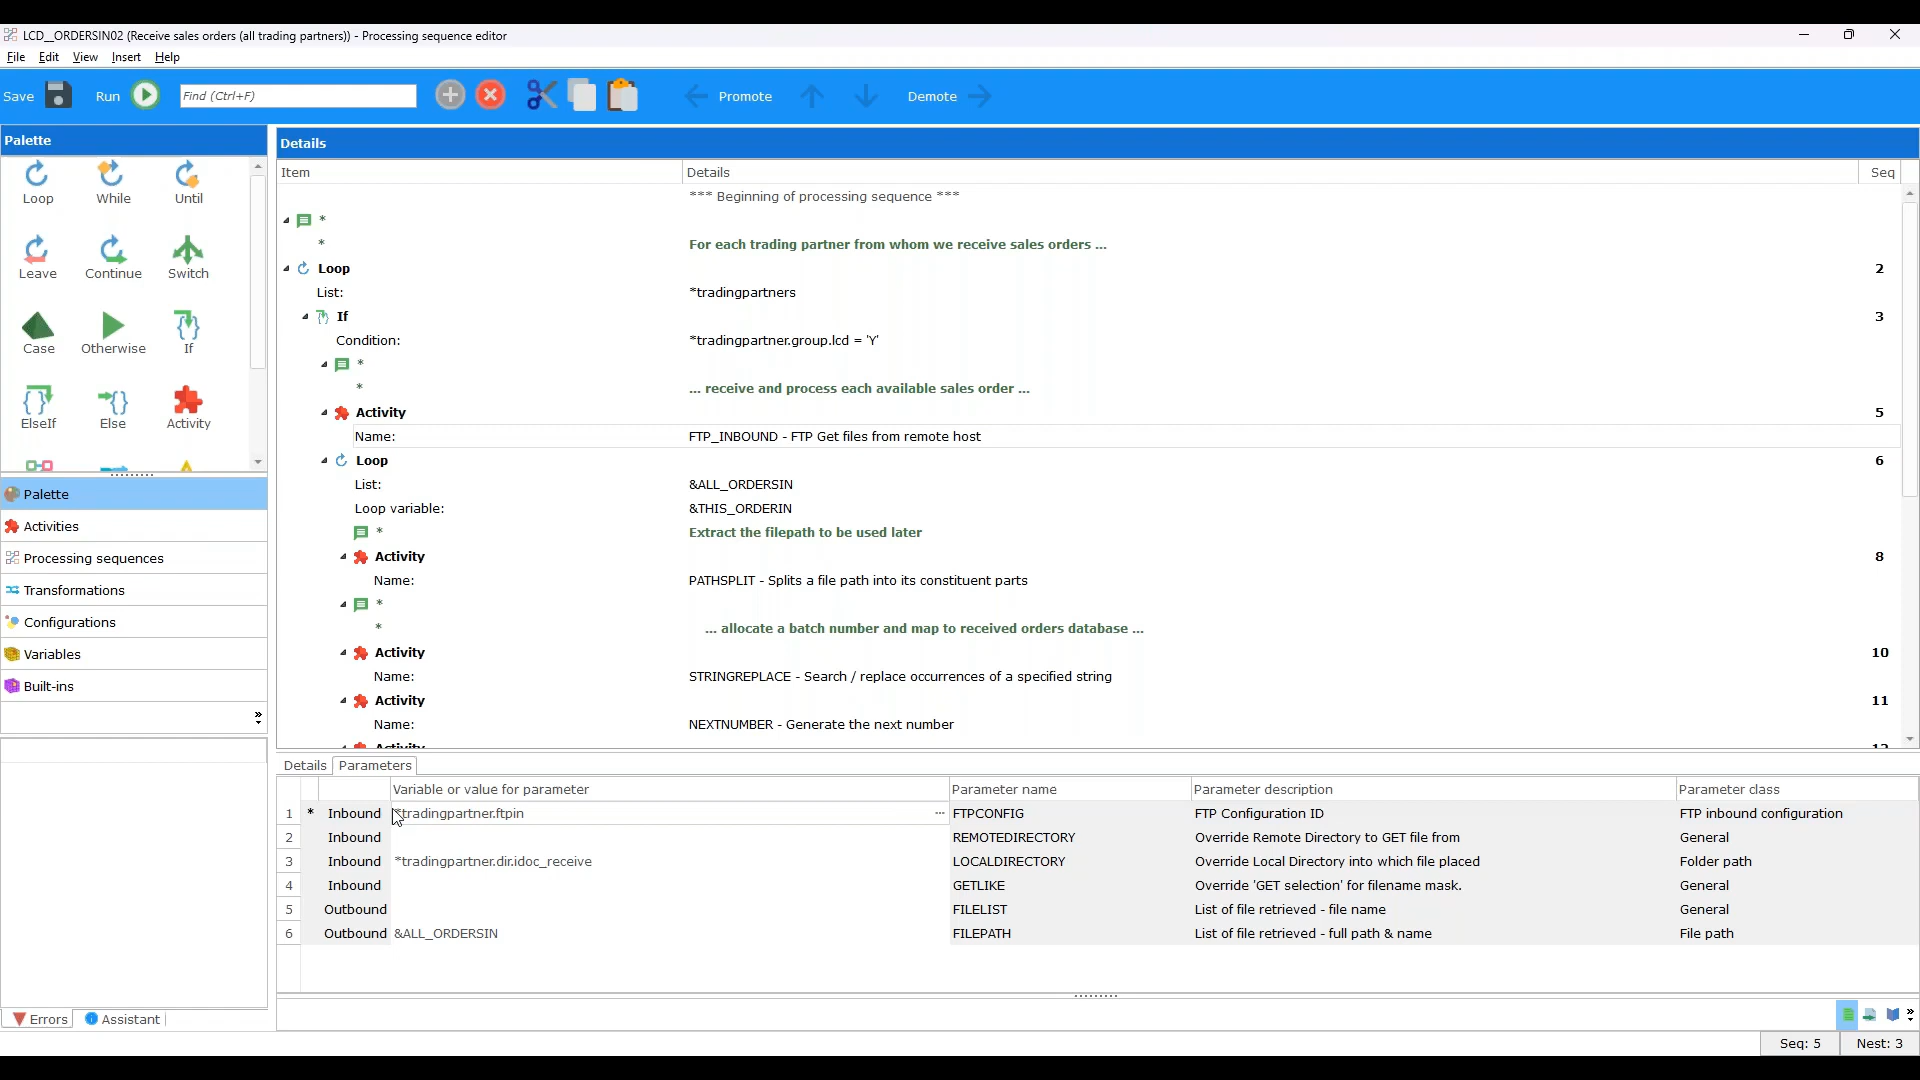 LCD__ORDERSIN02 (Receive sales orders (all trading partners)) - Processing sequence editor
File Edit View Insert Help
Save Run Find (Ctrl+F) Promote Demote
Palette
Loop While Until
Leave Continue Switch
Case Otherwise If
ElseIf Else Activity
Palette
Activities
Processing sequences
Transformations
Configurations
Variables
Built-ins
»
Errors Assistant
Details
Item Details Seq
*** Beginning of processing sequence ***
*
* For each trading partner from whom we receive sales orders ...
Loop 2
List: *tradingpartners
If 3
Condition: *tradingpartner.group.lcd = 'Y'
*
* ... receive and process each available sales order ...
Activity 5
Name: FTP_INBOUND - FTP Get files from remote host
Loop 6
List: &ALL_ORDERSIN
Loop variable: &THIS_ORDERIN
* Extract the filepath to be used later
Activity 8
Name: PATHSPLIT - Splits a file path into its constituent parts
*
* ... allocate a batch number and map to received orders database ...
Activity 10
Name: STRINGREPLACE - Search / replace occurrences of a specified string
Activity 11
Name: NEXTNUMBER - Generate the next number
Activity 12
Details Parameters
Variable or value for parameter Parameter name Parameter description Parameter class
1 * Inbound *tradingpartner.ftpin ... FTPCONFIG FTP Configuration ID FTP inbound configuration
2 Inbound REMOTEDIRECTORY Override Remote Directory to GET file from General
3 Inbound *tradingpartner.dir.idoc_receive LOCALDIRECTORY Override Local Directory into which file placed Folder path
4 Inbound GETLIKE Override 'GET selection' for filename mask. General
5 Outbound FILELIST List of file retrieved - file name General
6 Outbound &ALL_ORDERSIN FILEPATH List of file retrieved - full path & name File path
»
Seq: 5 Nest: 3